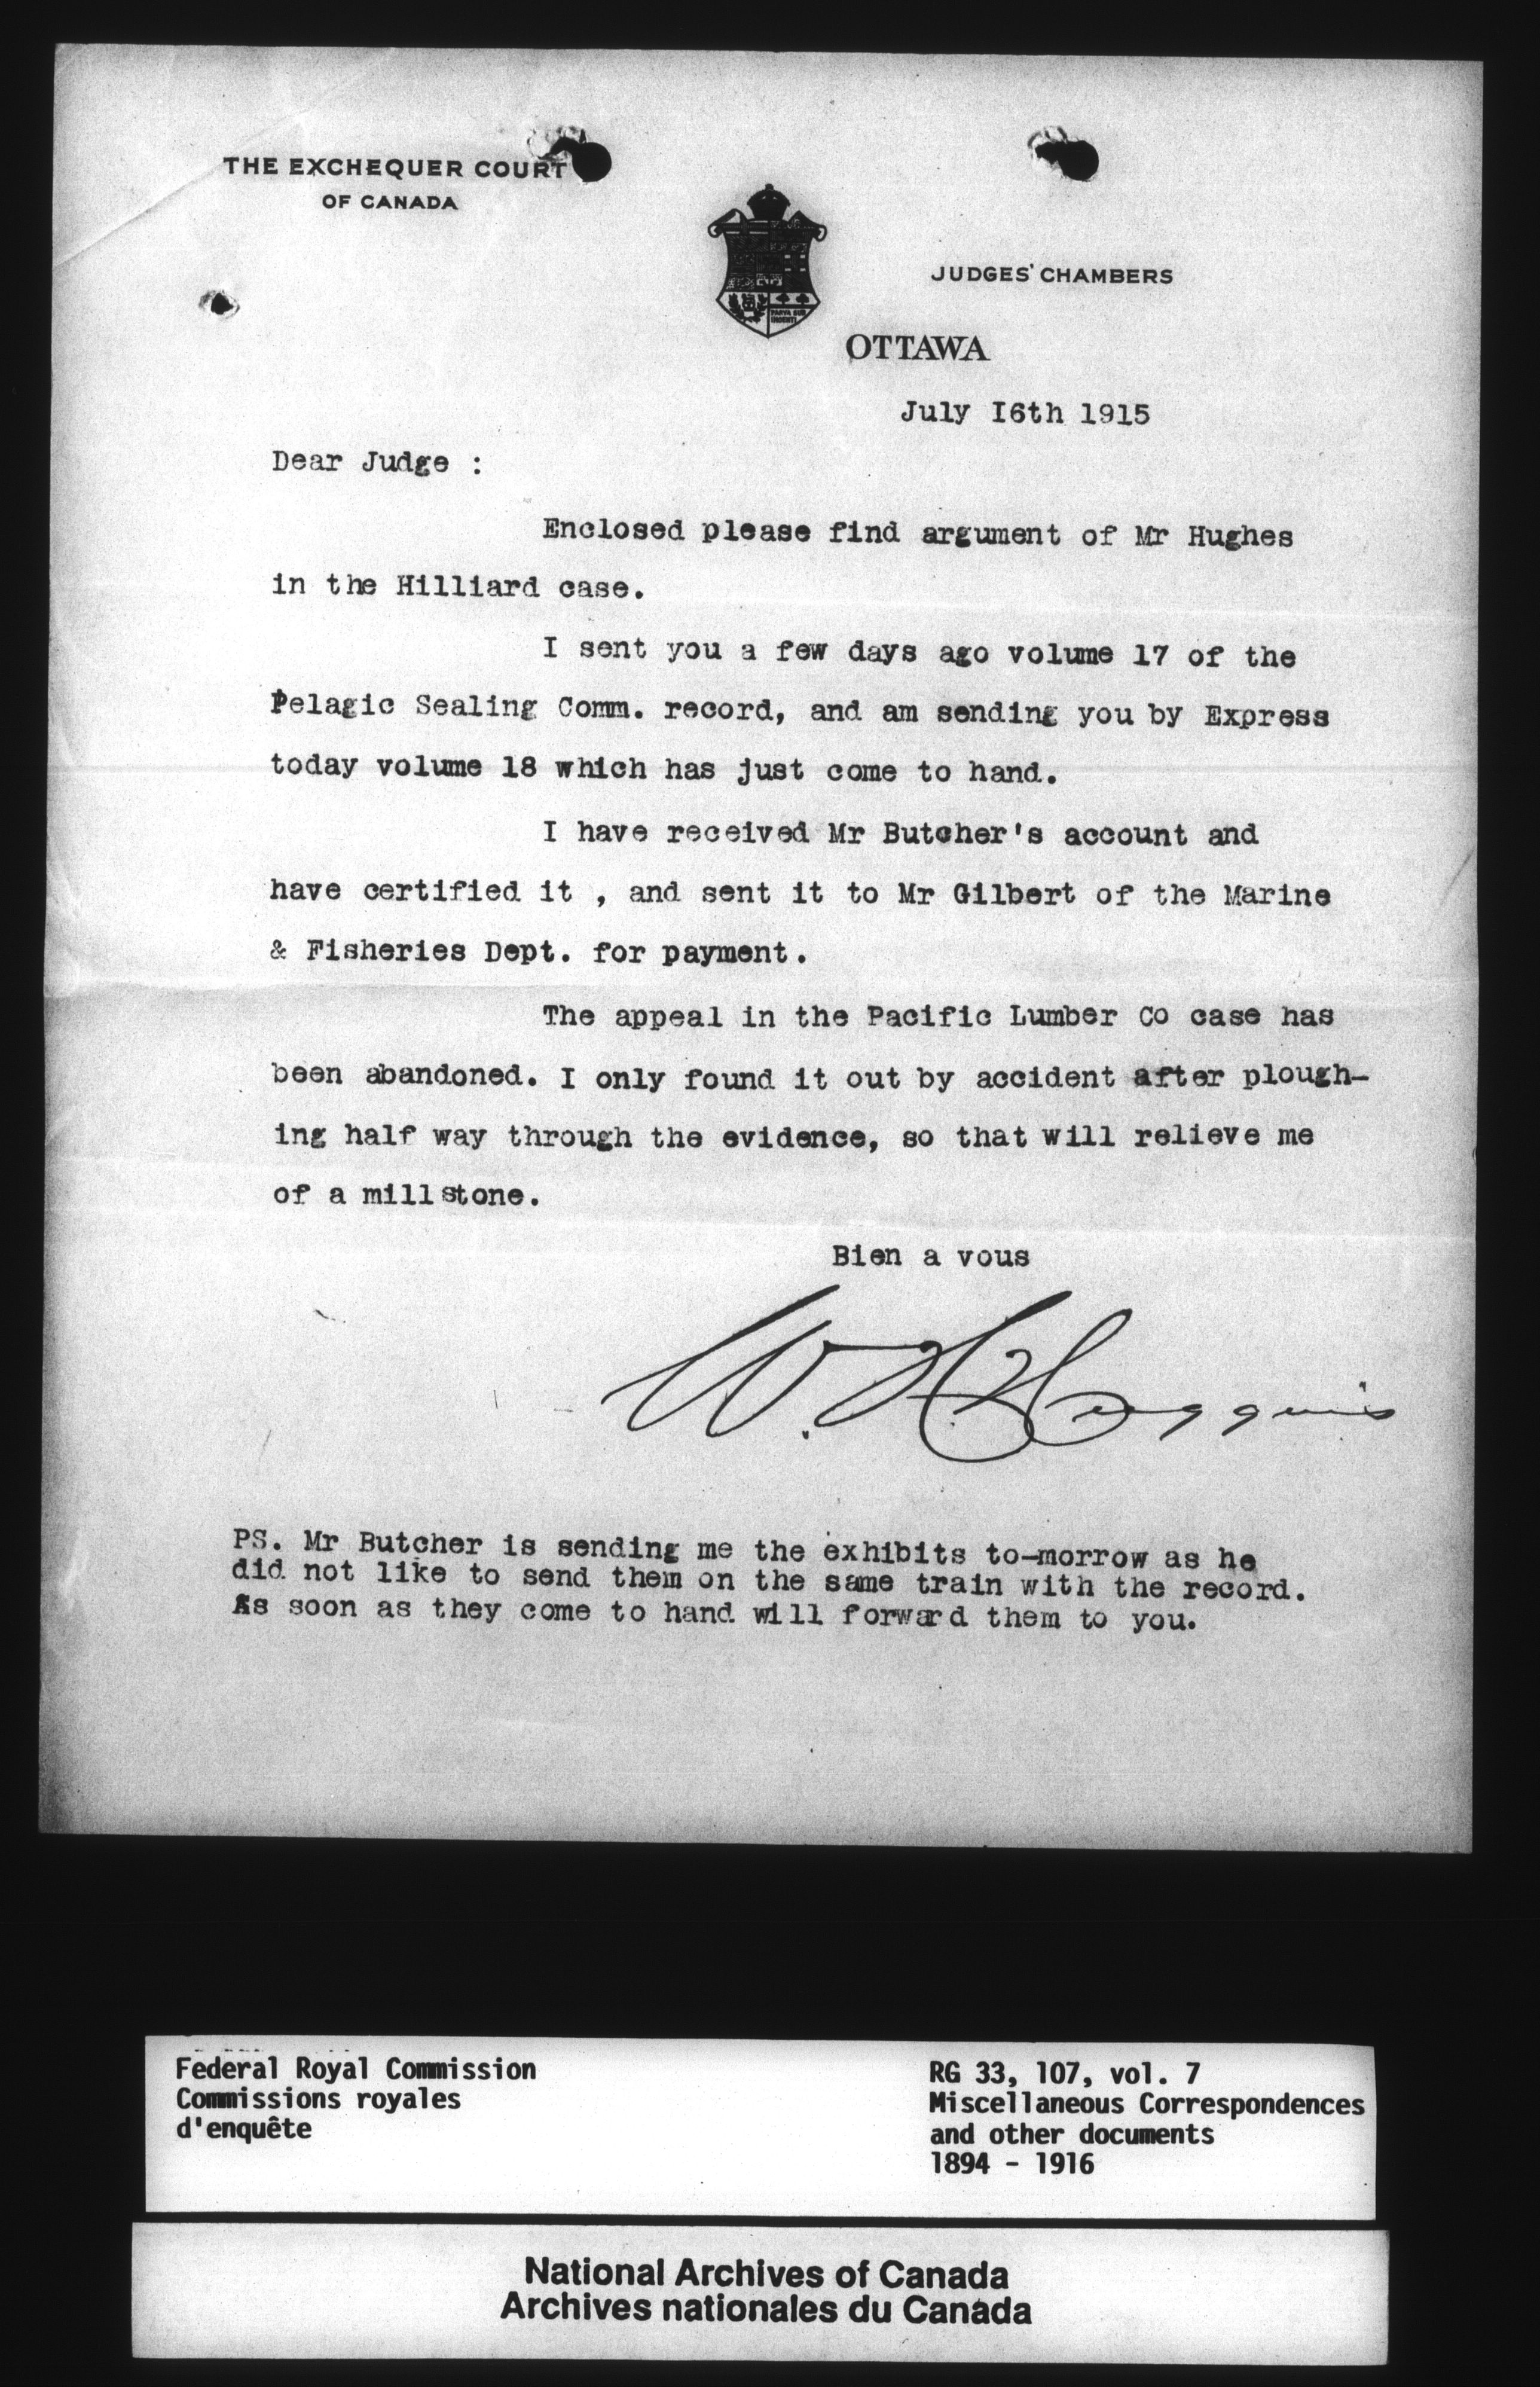 THE EXCHEQUER COURT
OF CANADA
JUDGES' CHAMBERS
OTTAWA
July I6th 1915
Dear Judge :
Enclosed please find argument of Mr Hughes
in the Hilliard case.
I sent you a few days ago volume 17 of the
Pelagic Sealing Comm. record, and am sending you by Express
today volume 18 which has just come to hand.
I have received Mr Butcher's account and
have certified it , and sent it to Mr Gilbert of the Marine
& Fisheries Dept. for payment.
The appeal in the Pacific Lumber Co case has
been abandoned. I only found it out by accident after plough-
ing half way through the evidence, so that will relieve me
of a millstone.
Bien a vous
PS. Mr Butcher is sending me the exhibits to-morrow as he
did not like to send them on the same train with the record.
As soon as they come to hand will forward them to you.
Federal Royal Commission
Commissions royales
d'enquête
RG 33, 107, vol. 7
Miscellaneous Correspondences
and other documents
1894 - 1916
National Archives of Canada
Archives nationales du Canada